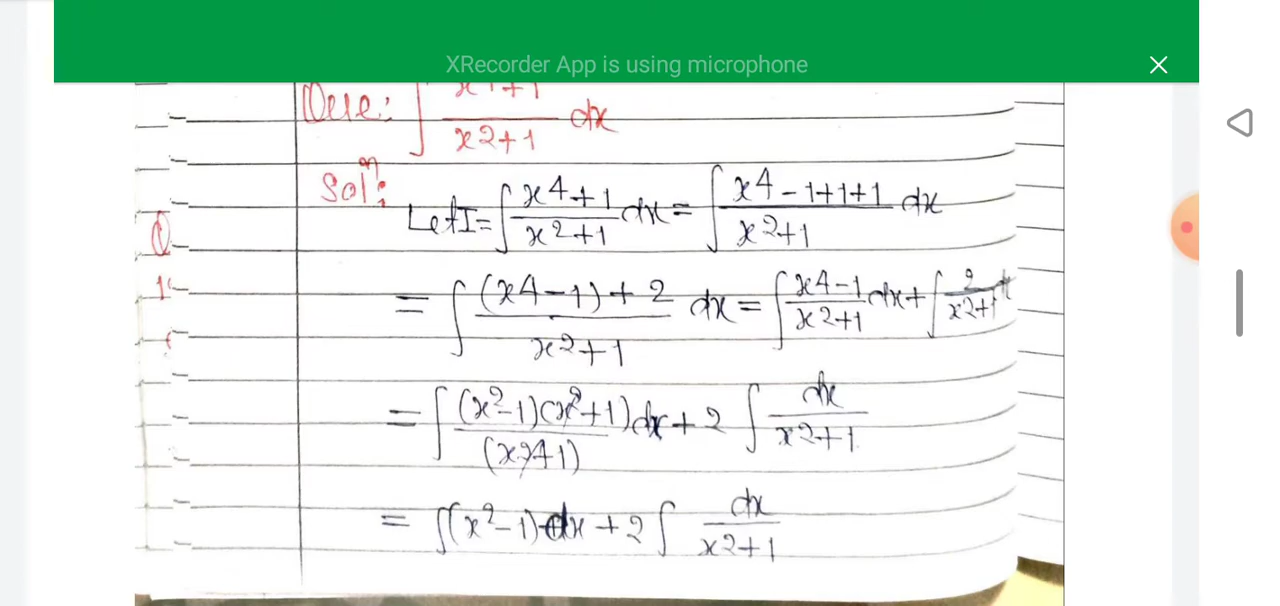 XRecorder App is using microphone
Que: ∫ x4+1 / x2+1 dx
Solⁿ: Let I = ∫ x4+1 / x2+1 dx = ∫ x4-1+1+1 / x2+1 dx
= ∫ (x4-1)+2 / x2+1 dx = ∫ x4-1 / x2+1 dx + ∫ 2 / x2+1
= ∫ (x2-1)(x2+1) / (x2+1) dx + 2 ∫ dx / x2+1
= ∫(x2-1) dx + 2 ∫ dx / x2+1